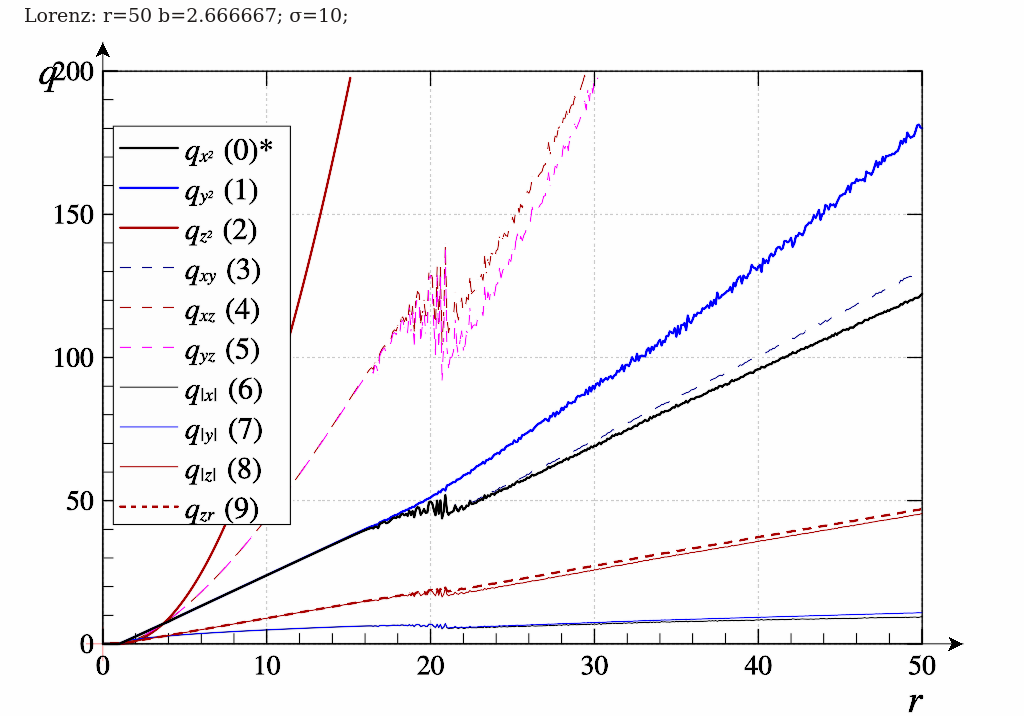 Lorenz: r=50 b=2.666667; σ=10;
q
200
150
100
50
0
qx² (0)*
qy² (1)
qz² (2)
qxy (3)
qxz (4)
qyz (5)
q|x| (6)
q|y| (7)
q|z| (8)
qzr (9)
0 10 20 30 40 50
r